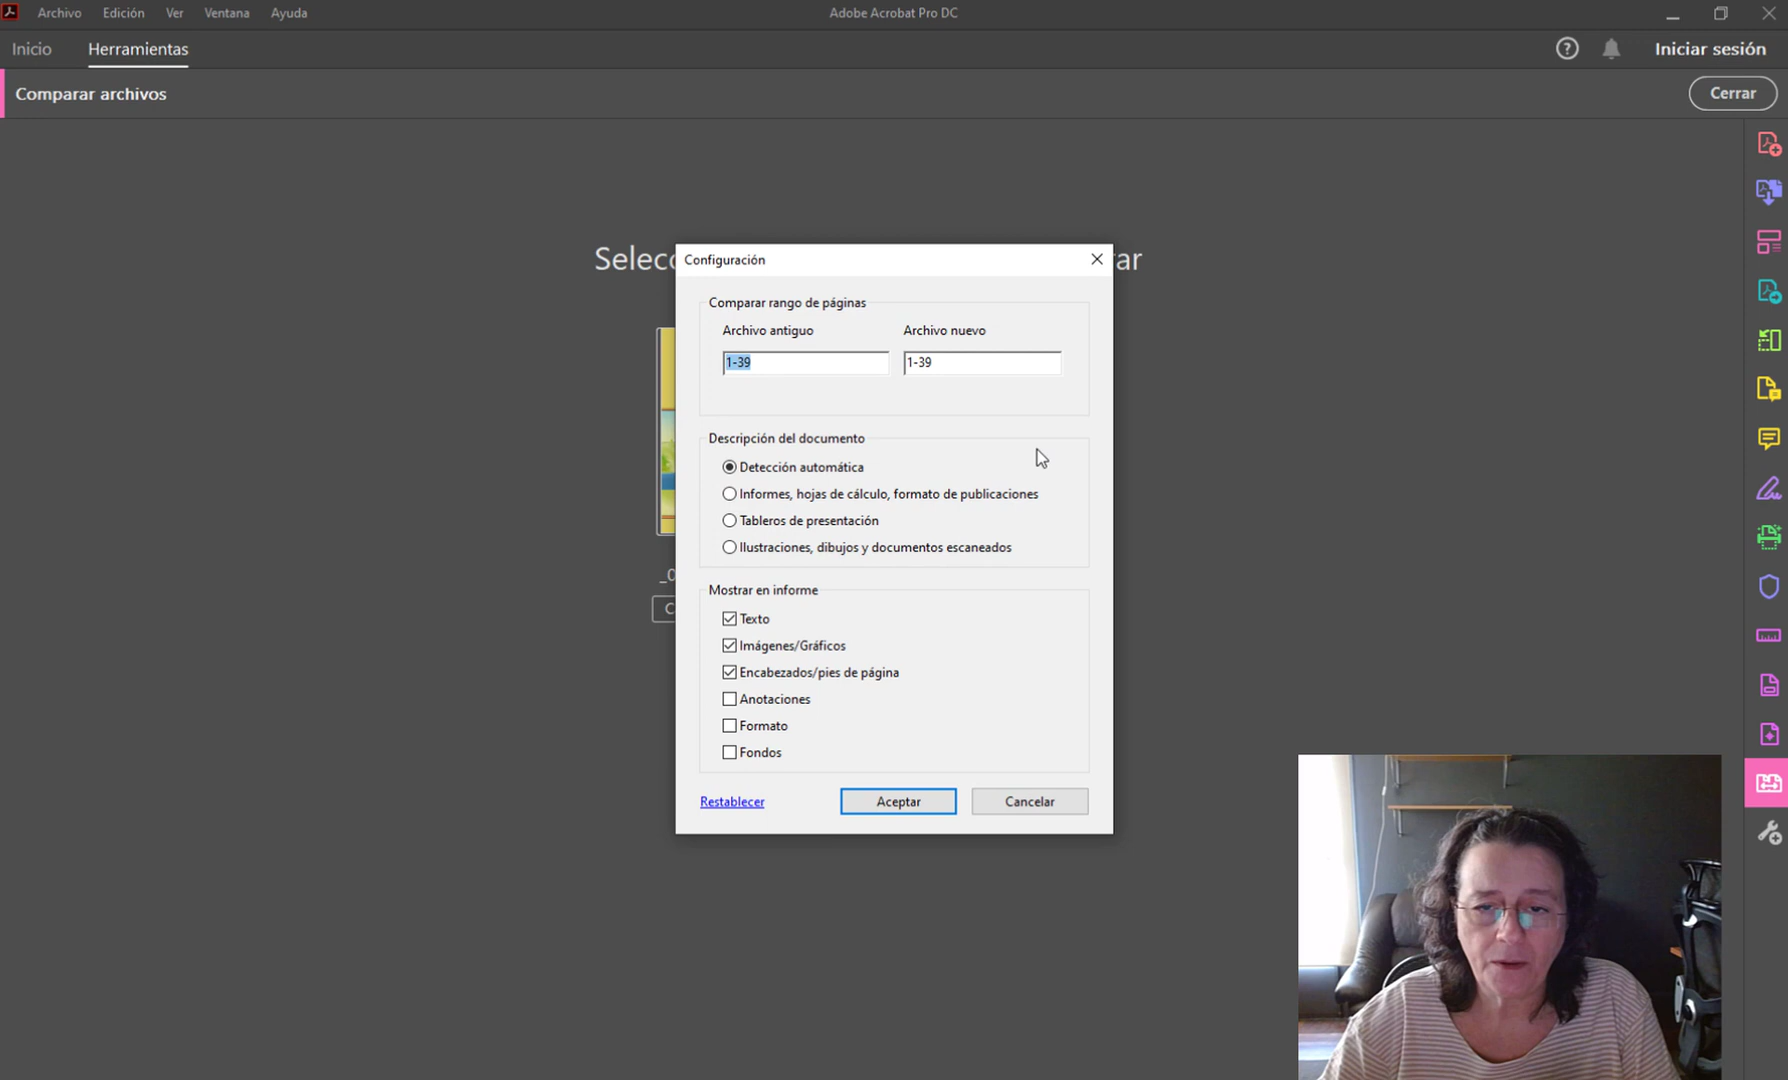 Archivo Edición Ver Ventana Ayuda
Adobe Acrobat Pro DC
Inicio Herramientas
Iniciar sesión
Comparar archivos
Cerrar
Configuración
Comparar rango de páginas
Archivo antiguo Archivo nuevo
1-39 1-39
Descripción del documento
Detección automática
Informes, hojas de cálculo, formato de publicaciones
Tableros de presentación
Ilustraciones, dibujos y documentos escaneados
Mostrar en informe
Texto
Imágenes/Gráficos
Encabezados/pies de página
Anotaciones
Formato
Fondos
Restablecer Aceptar Cancelar